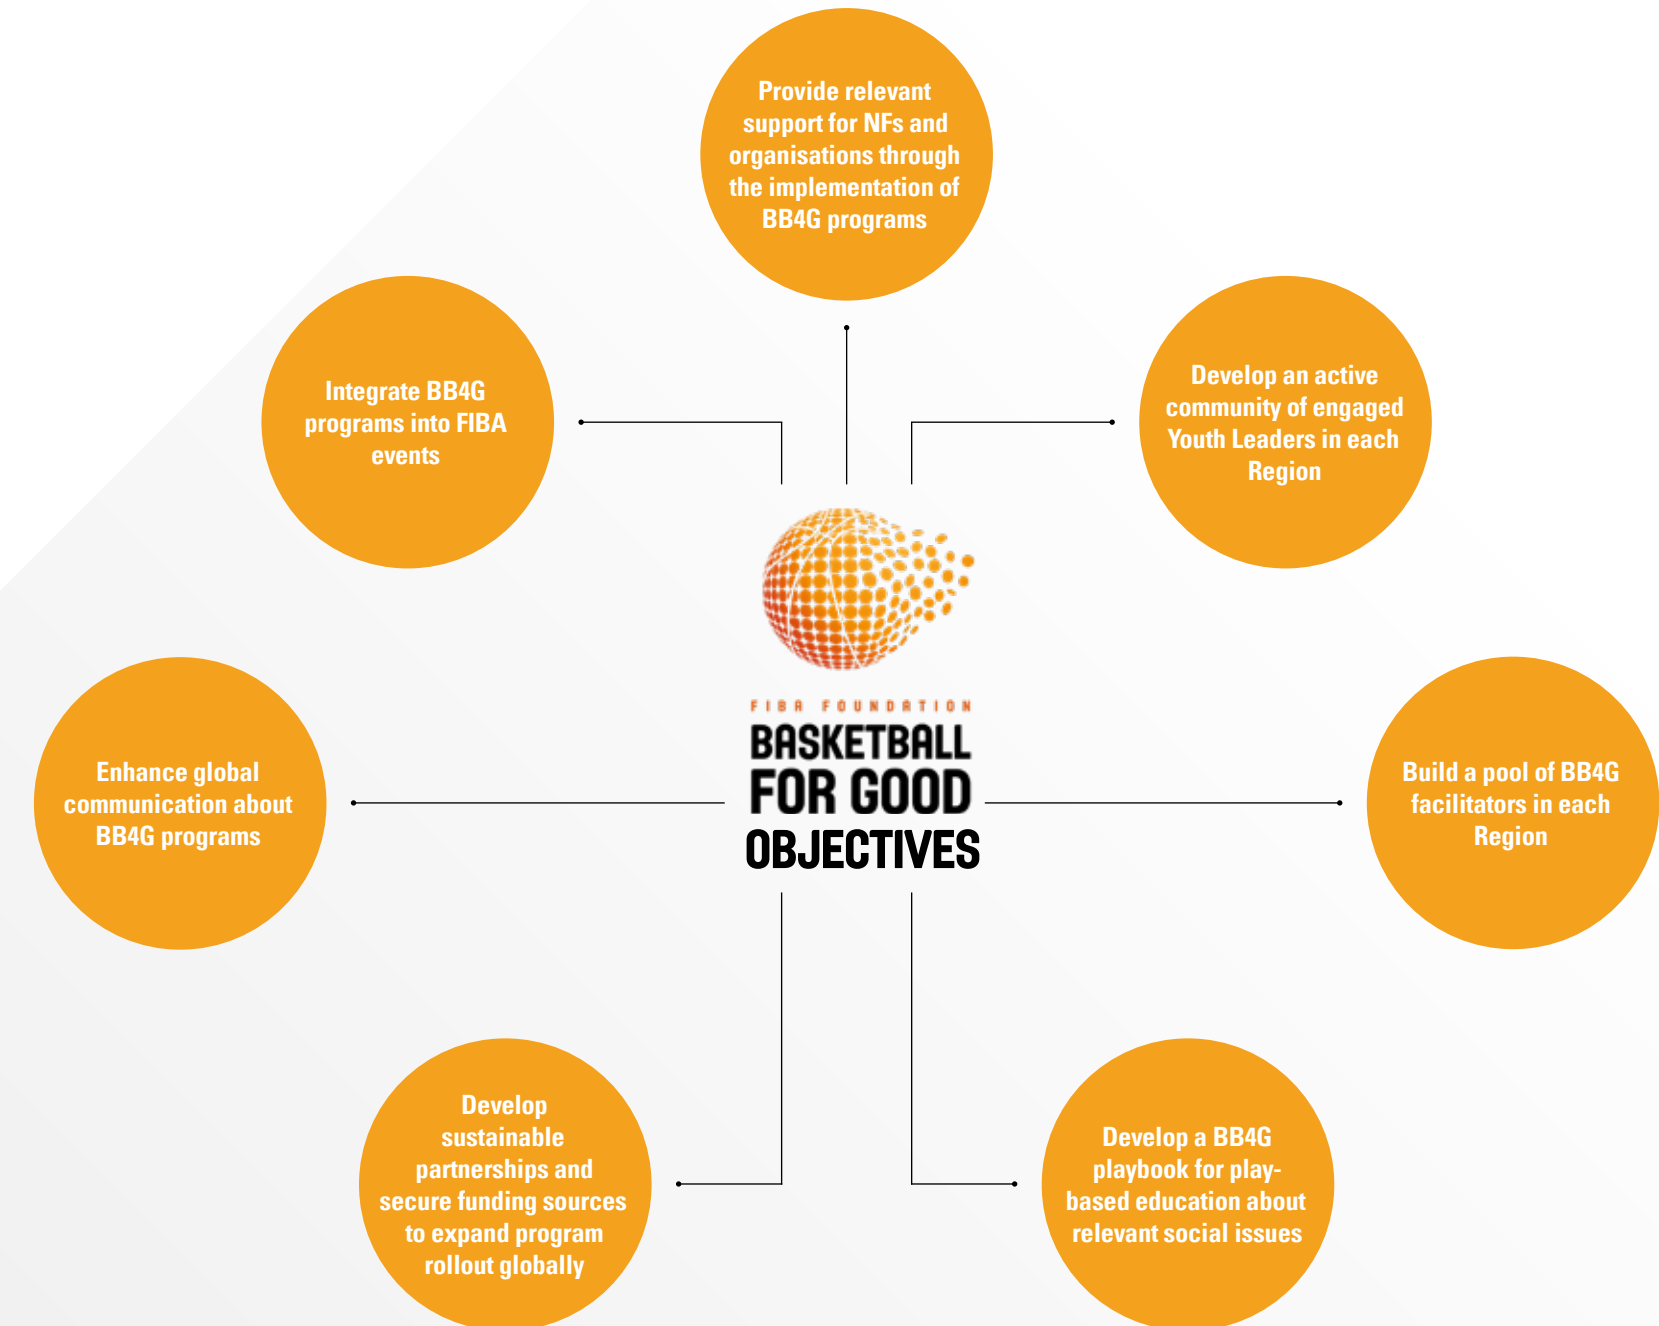 Provide relevant
support for NFs and
organisations through
the implementation of
BB4G programs
Integrate BB4G
programs into FIBA
events
Develop an active
community of engaged
Youth Leaders in each
Region
FIBA FOUNDATION
BASKETBALL
FOR GOOD
OBJECTIVES
Enhance global
communication about
BB4G programs
Build a pool of BB4G
facilitators in each
Region
Develop
sustainable
partnerships and
secure funding sources
to expand program
rollout globally
Develop a BB4G
playbook for play-
based education about
relevant social issues